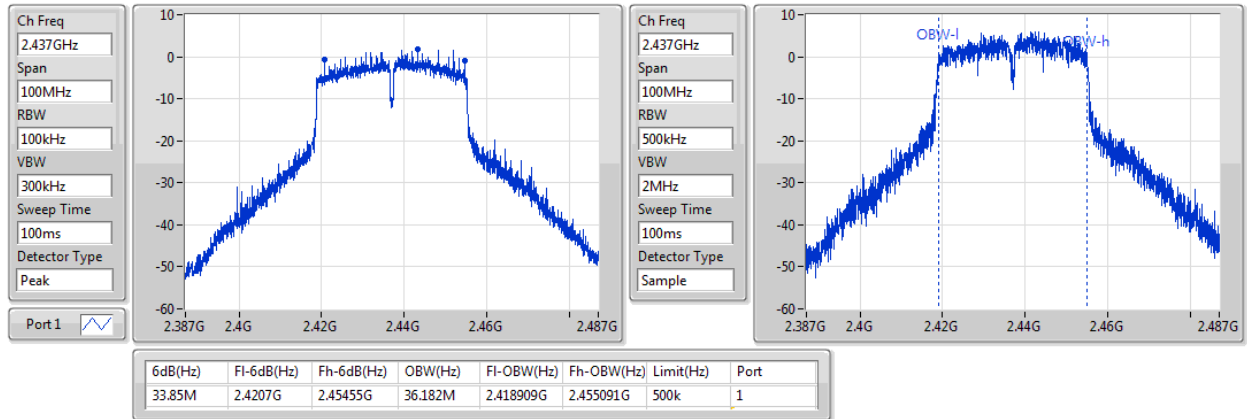 Ch Freq
2.437GHz
Span
100MHz
RBW
100kHz
VBW
300kHz
Sweep Time
100ms
Detector Type
Peak
Port 1
10
0
-10
-20
-30
-40
-50
-60
2.387G 2.4G 2.42G 2.44G 2.46G 2.487G
Ch Freq
2.437GHz
Span
100MHz
RBW
500kHz
VBW
2MHz
Sweep Time
100ms
Detector Type
Sample
10
0
-10
-20
-30
-40
-50
-60
OBW-l OBW-h
2.387G 2.4G 2.42G 2.44G 2.46G 2.487G
6dB(Hz) Fl-6dB(Hz) Fh-6dB(Hz) OBW(Hz) Fl-OBW(Hz) Fh-OBW(Hz) Limit(Hz) Port
33.85M 2.4207G 2.45455G 36.182M 2.418909G 2.455091G 500k 1